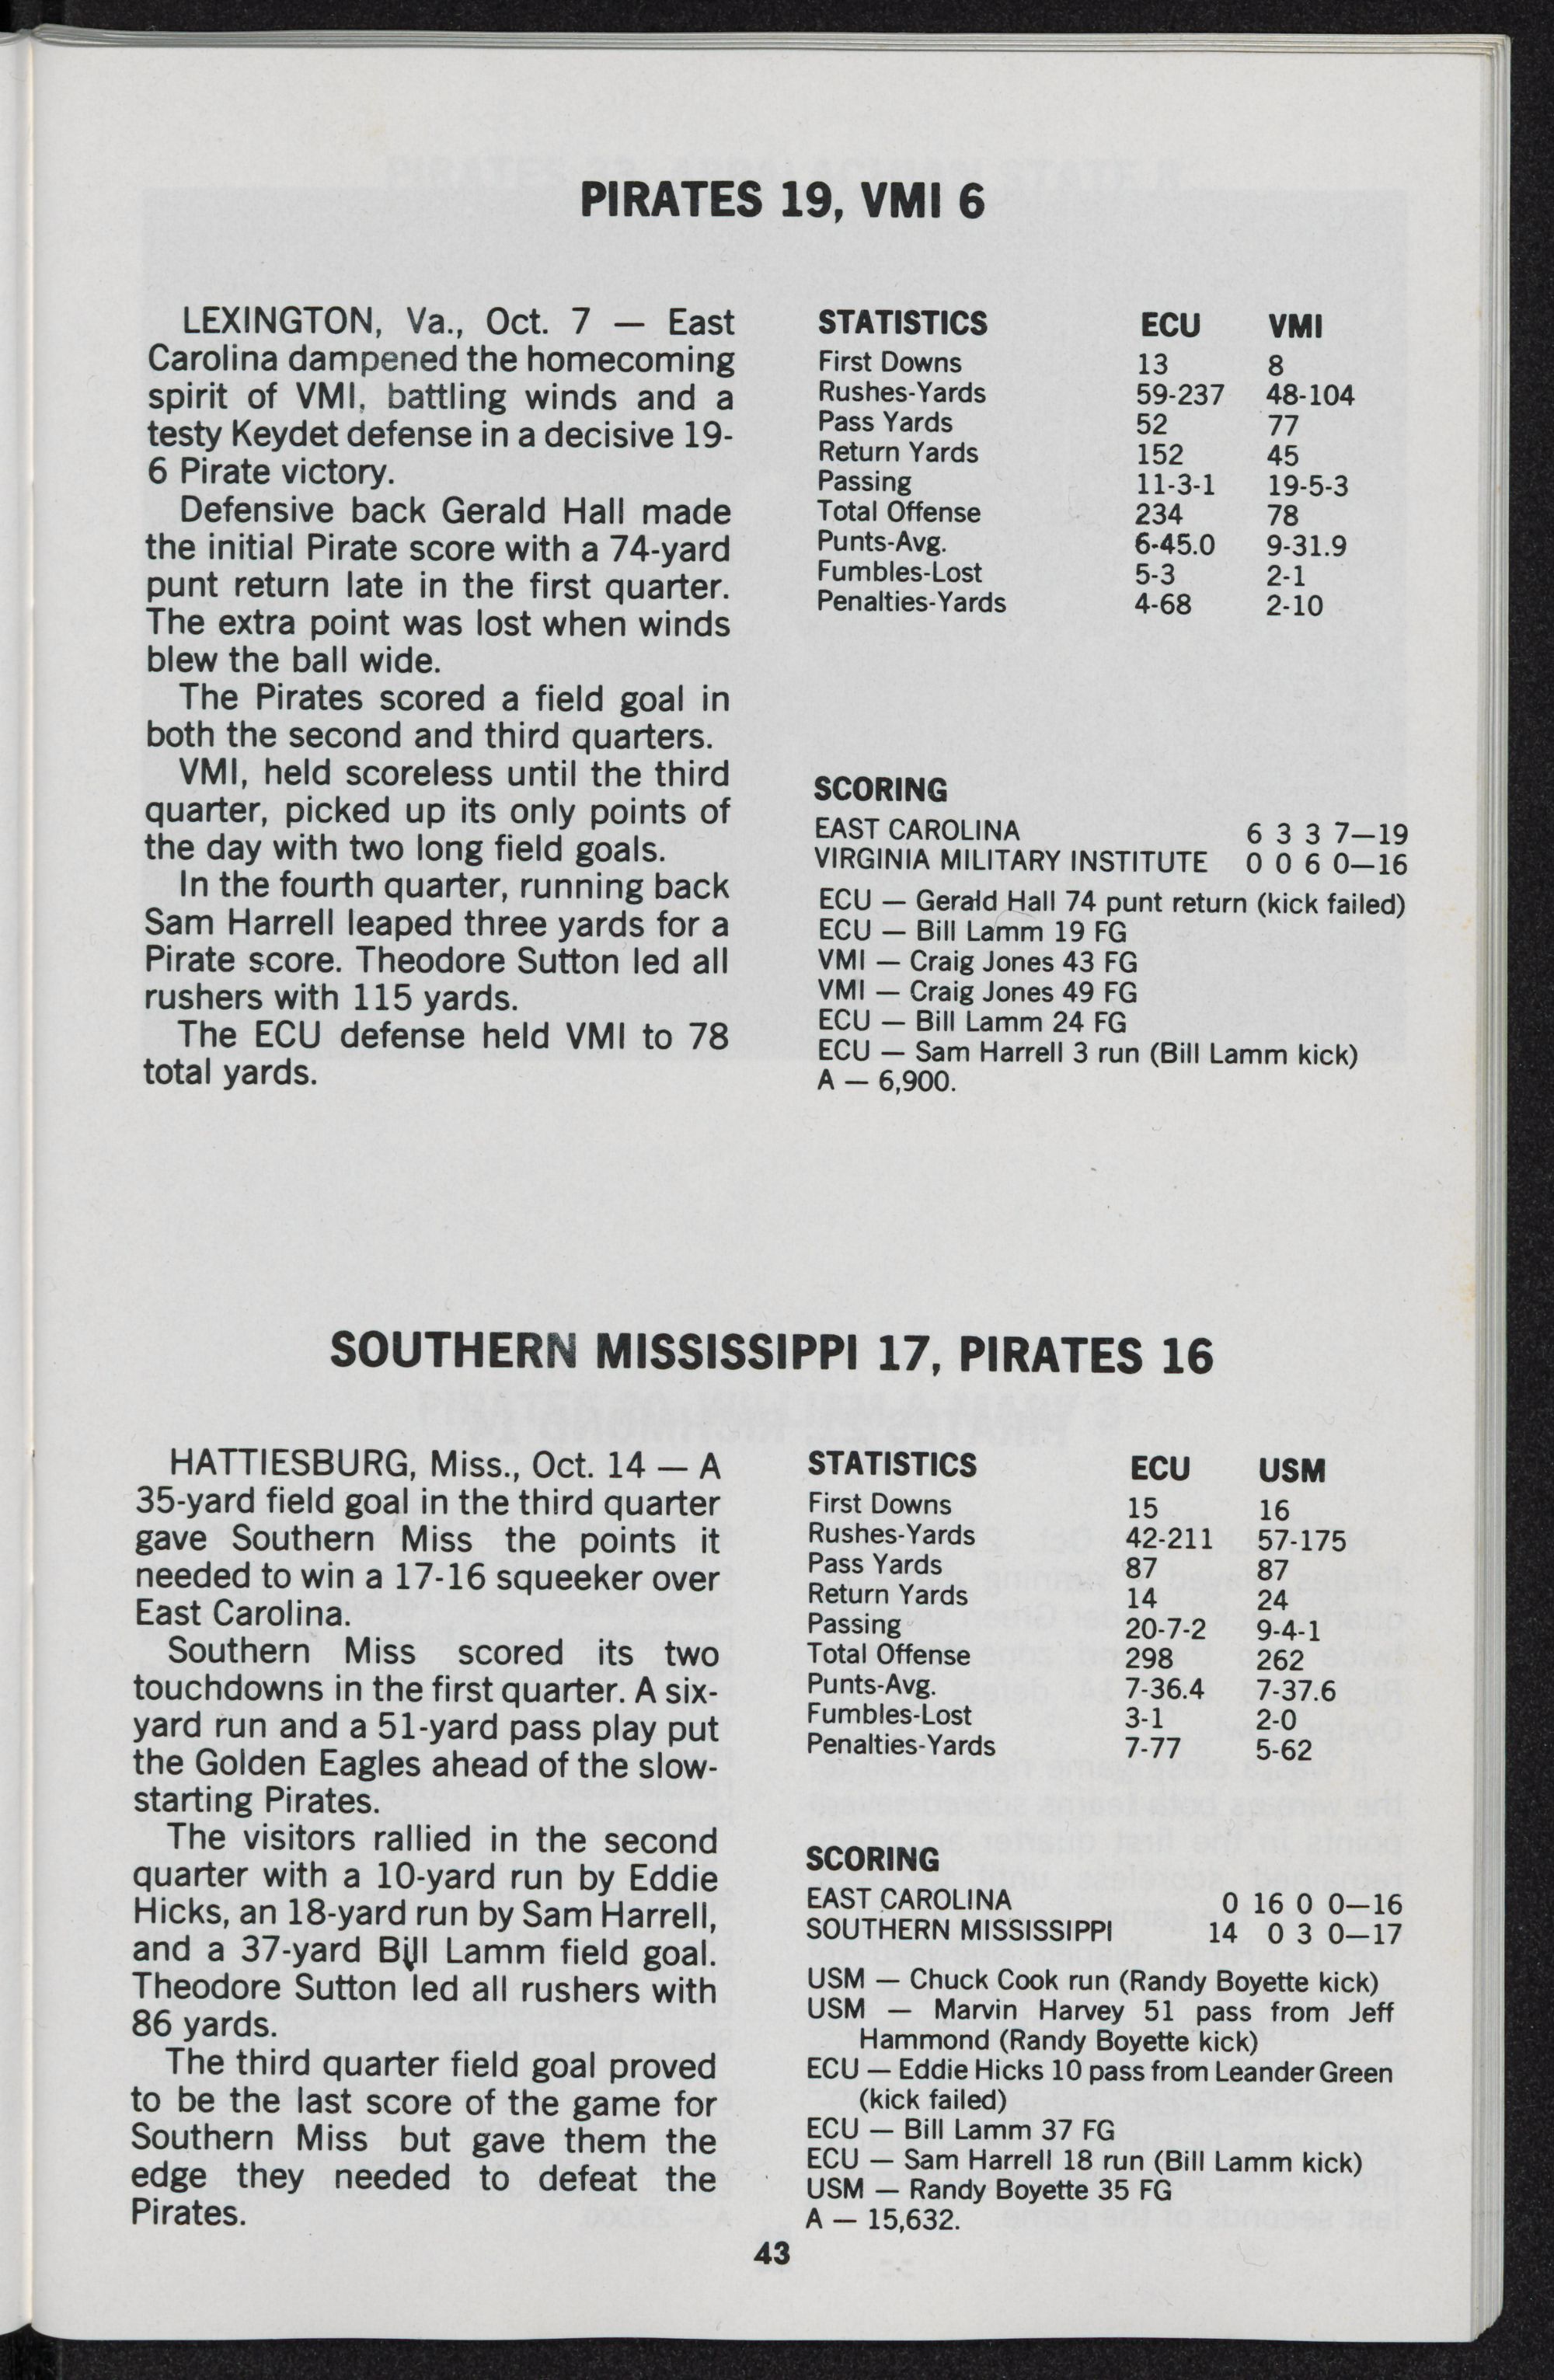 PIRATES 19, VMI 6
LEXINGTON, Va., Oct. 7 — East
Carolina dampened the homecoming
spirit of VMI, battling winds and a
testy Keydet defense in a decisive 19-
6 Pirate victory.
Defensive back Gerald Hall made
the initial Pirate score with a 74-yard
punt return late in the first quarter.
The extra point was lost when winds
blew the ball wide.
The Pirates scored a field goal in
both the second and third quarters.
VMI, held scoreless until the third
quarter, picked up its only points of
the day with two long field goals.
In the fourth quarter, running back
Sam Harrell leaped three yards for a
Pirate score. Theodore Sutton led all
rushers with 115 yards.
The ECU defense held VMI to 78
total yards.
STATISTICS ECU VMI
First Downs 13 8
Rushes-Yards 59-237 48-104
Pass Yards 52 77
Return Yards 152 45
Passing 11-3-1 19-5-3
Total Offense 234 78
Punts-Avg. 6-45.0 9-31.9
Fumbles-Lost 5-3 2-1
Penalties-Yards 4-68 2-10
SCORING
EAST CAROLINA 6 3 3 7—19
VIRGINIA MILITARY INSTITUTE 0 0 6 0—16
ECU — Gerald Hall 74 punt return (kick failed)
ECU — Bill Lamm 19 FG
VMI — Craig Jones 43 FG
VMI — Craig Jones 49 FG
ECU — Bill Lamm 24 FG
ECU — Sam Harrell 3 run (Bill Lamm kick)
A — 6,900.
SOUTHERN MISSISSIPPI 17, PIRATES 16
HATTIESBURG, Miss., Oct. 14 — A
35-yard field goal in the third quarter
gave Southern Miss the points it
needed to win a 17-16 squeeker over
East Carolina.
Southern Miss scored its two
touchdowns in the first quarter. A six-
yard run and a 51-yard pass play put
the Golden Eagles ahead of the slow-
starting Pirates.
The visitors rallied in the second
quarter with a 10-yard run by Eddie
Hicks, an 18-yard run by Sam Harrell,
and a 37-yard Bill Lamm field goal.
Theodore Sutton led all rushers with
86 yards.
The third quarter field goal proved
to be the last score of the game for
Southern Miss but gave them the
edge they needed to defeat the
Pirates.
STATISTICS ECU USM
First Downs 15 16
Rushes-Yards 42-211 57-175
Pass Yards 87 87
Return Yards 14 24
Passing 20-7-2 9-4-1
Total Offense 298 262
Punts-Avg. 7-36.4 7-37.6
Fumbles-Lost 3-1 2-0
Penalties-Yards 7-77 5-62
SCORING
EAST CAROLINA 0 16 0 0—16
SOUTHERN MISSISSIPPI 14 0 3 0—17
USM — Chuck Cook run (Randy Boyette kick)
USM — Marvin Harvey 51 pass from Jeff
Hammond (Randy Boyette kick)
ECU — Eddie Hicks 10 pass from Leander Green
(kick failed)
ECU — Bill Lamm 37 FG
ECU — Sam Harrell 18 run (Bill Lamm kick)
USM — Randy Boyette 35 FG
A — 15,632.
43